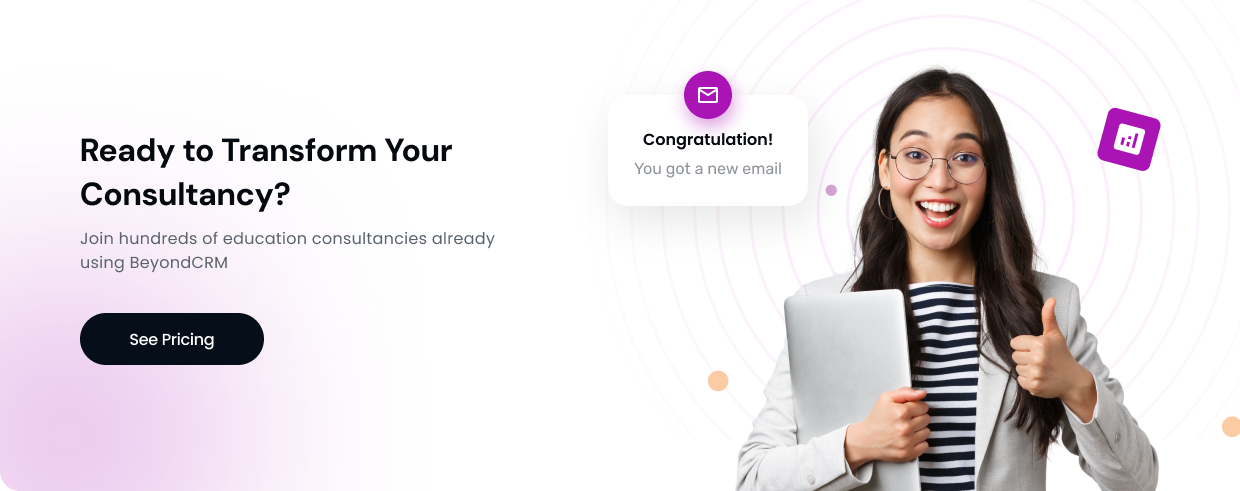 Ready to Transform Your
Consultancy?
Join hundreds of education consultancies already
using BeyondCRM
See Pricing
Congratulation!
You got a new email